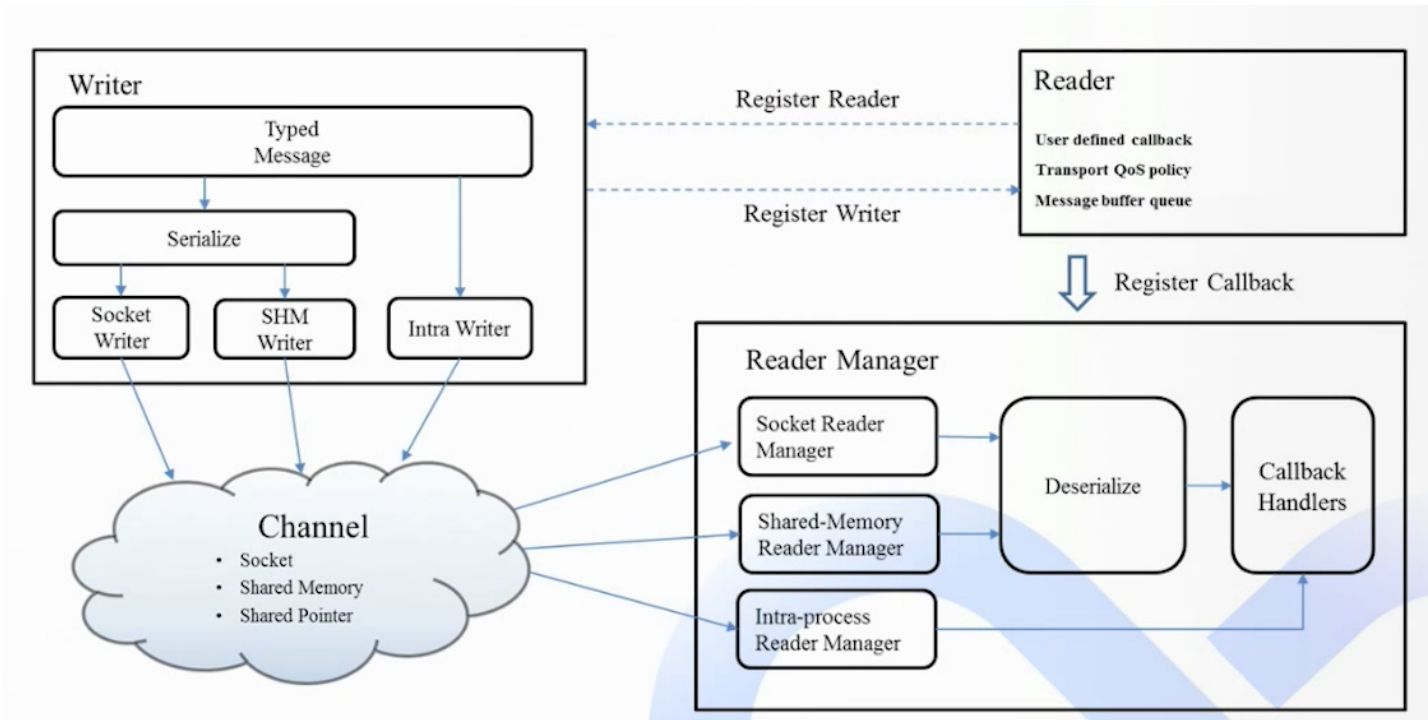 Writer
Typed
Message
Serialize
Socket
Writer
SHM
Writer
Intra Writer
Register Reader
Register Writer
Reader
User defined callback
Transport QoS policy
Message buffer queue
Register Callback
Channel
• Socket
• Shared Memory
• Shared Pointer
Reader Manager
Socket Reader
Manager
Shared-Memory
Reader Manager
Intra-process
Reader Manager
Deserialize
Callback
Handlers